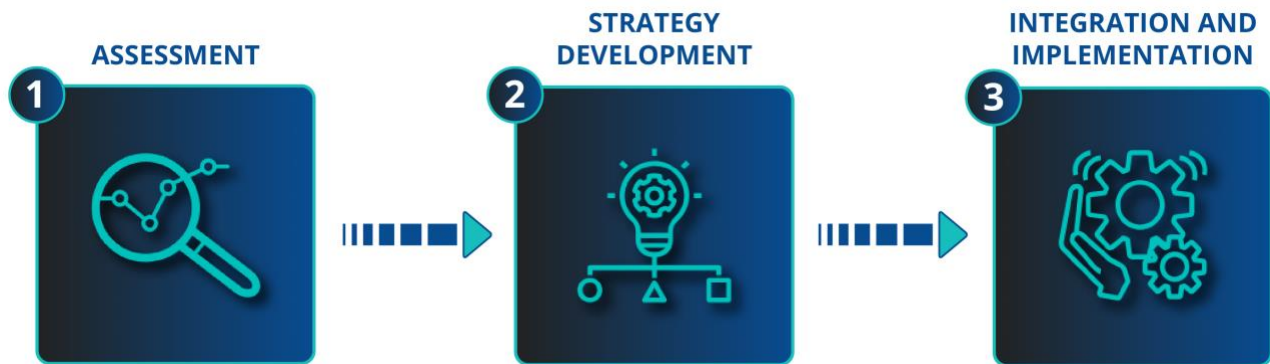 ASSESSMENT
1
STRATEGY
DEVELOPMENT
2
INTEGRATION AND
IMPLEMENTATION
3